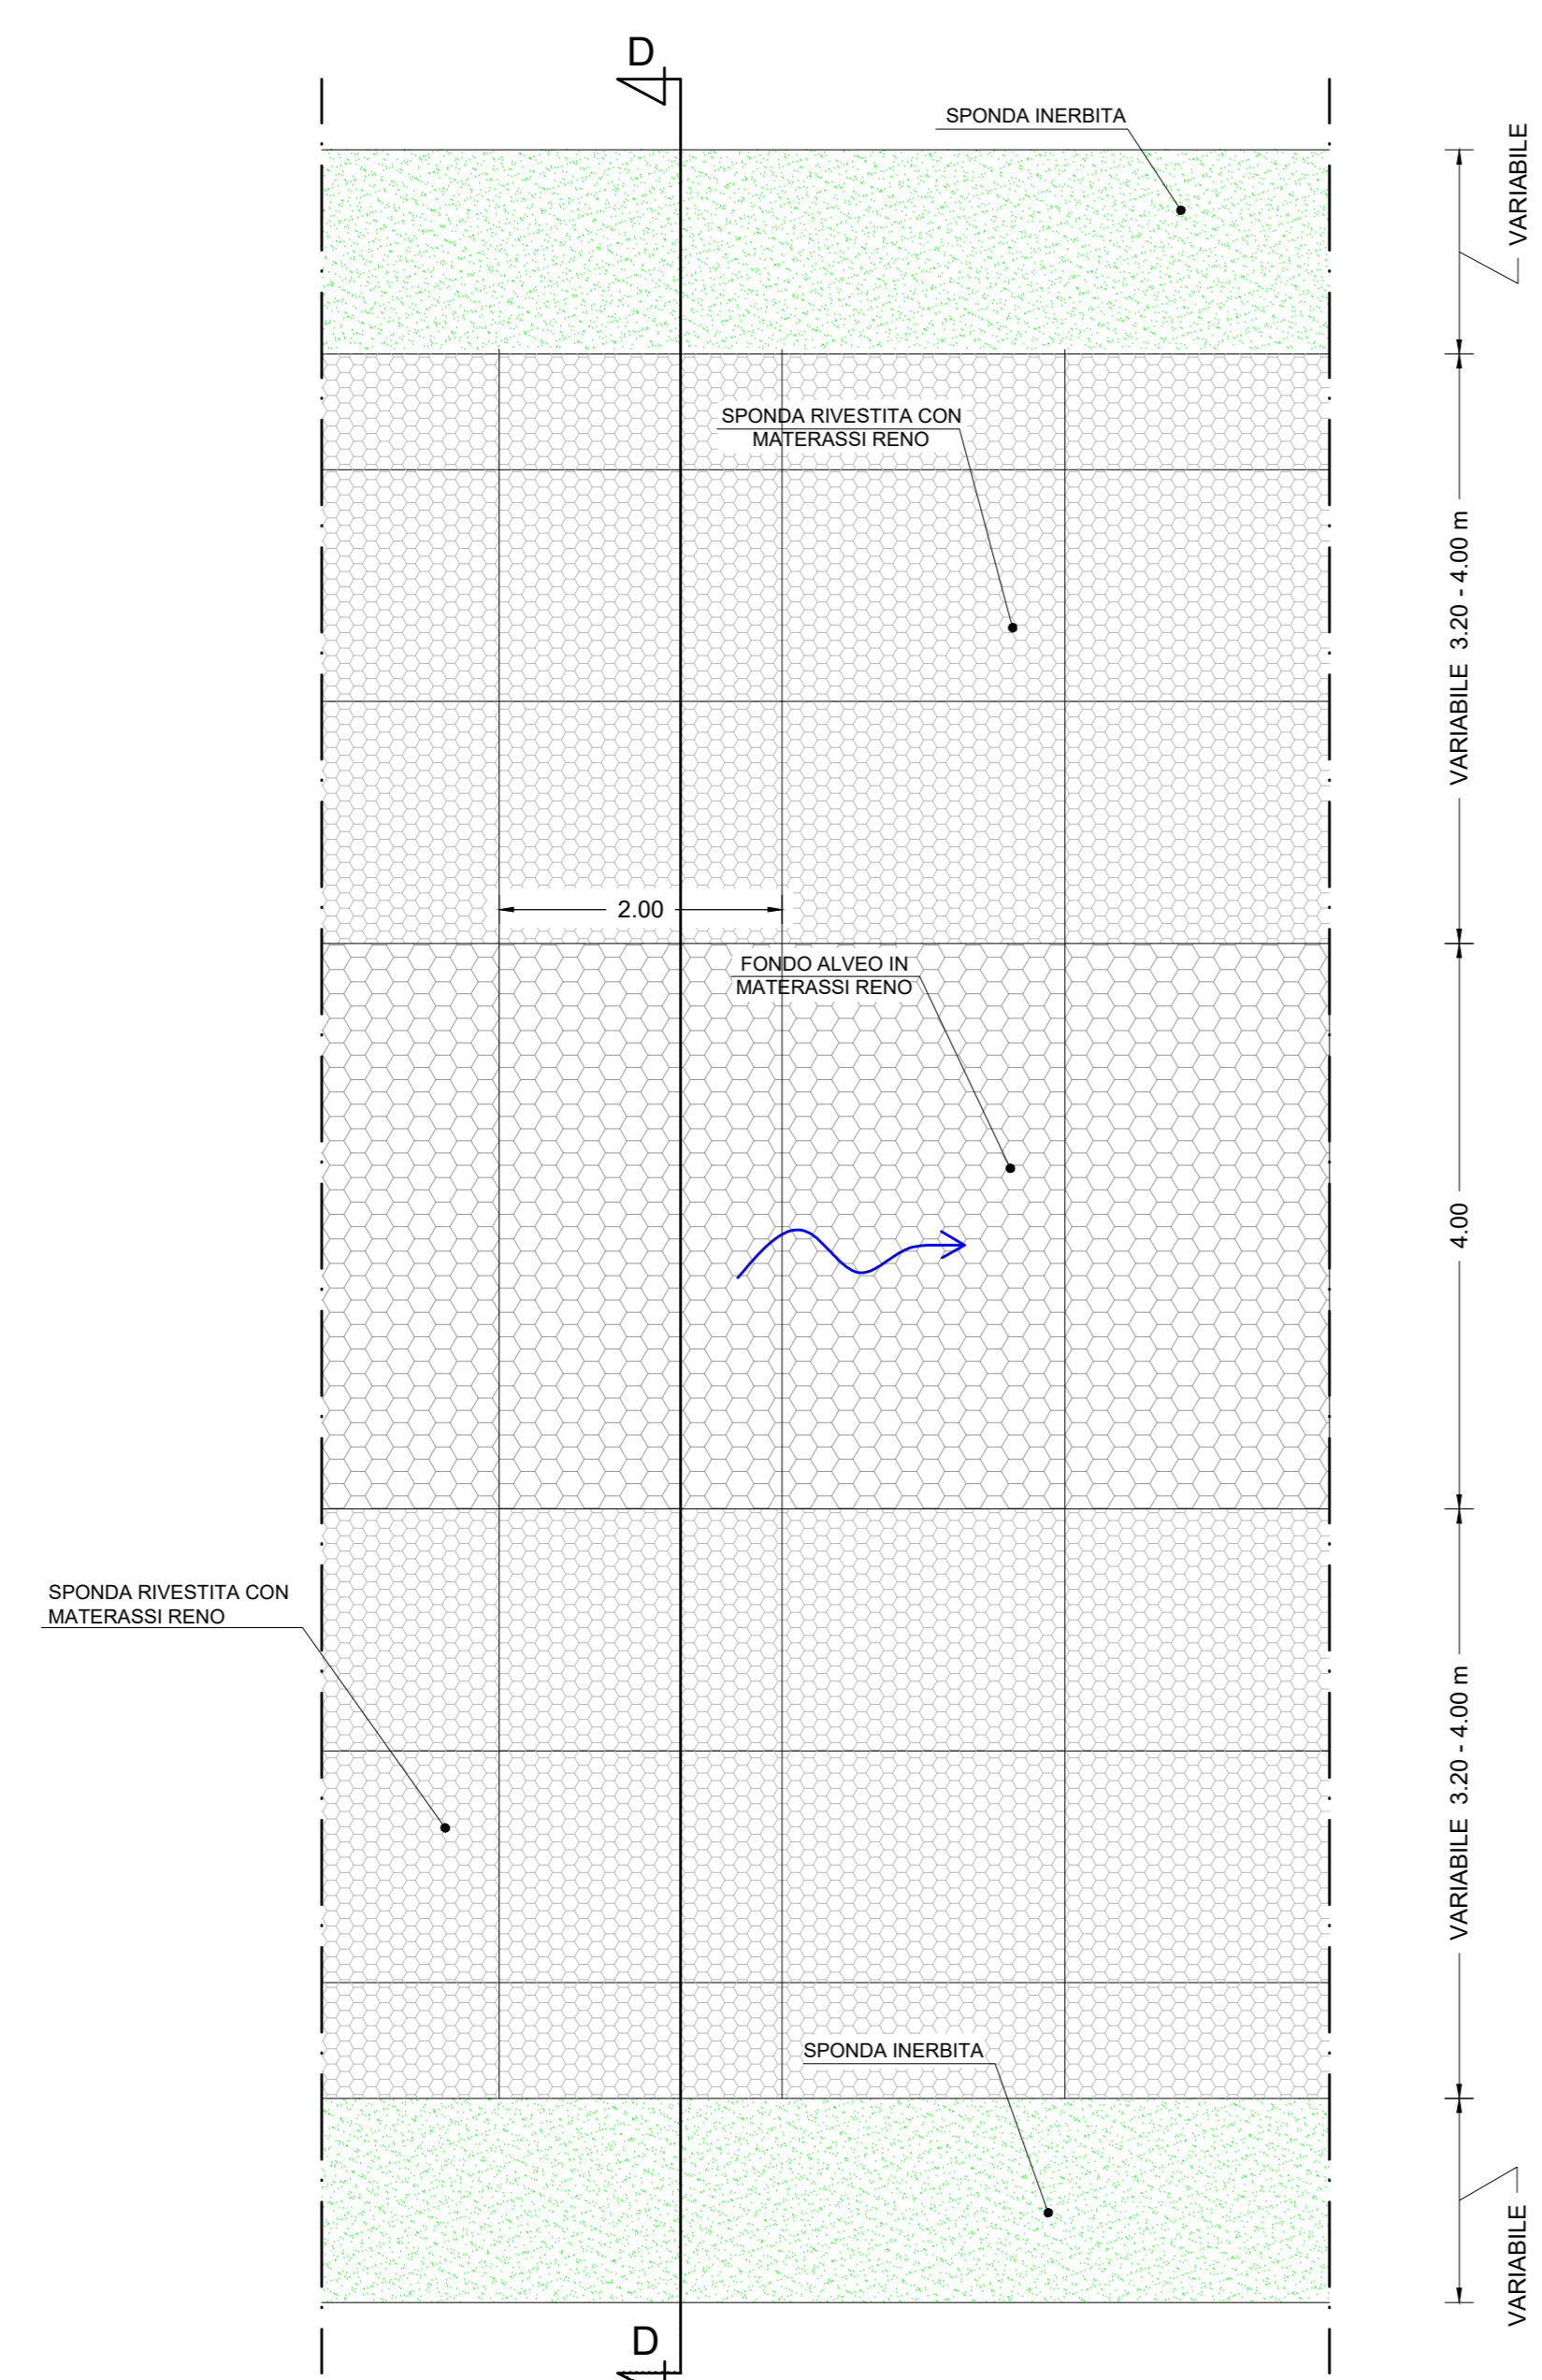 D
SPONDA INERBITA
VARIABILE
SPONDA RIVESTITA CON
MATERASSI RENO
VARIABILE 3.20 - 4.00 m
2.00
FONDO ALVEO IN
MATERASSI RENO
4.00
SPONDA RIVESTITA CON
MATERASSI RENO
VARIABILE 3.20 - 4.00 m
SPONDA INERBITA
VARIABILE
D